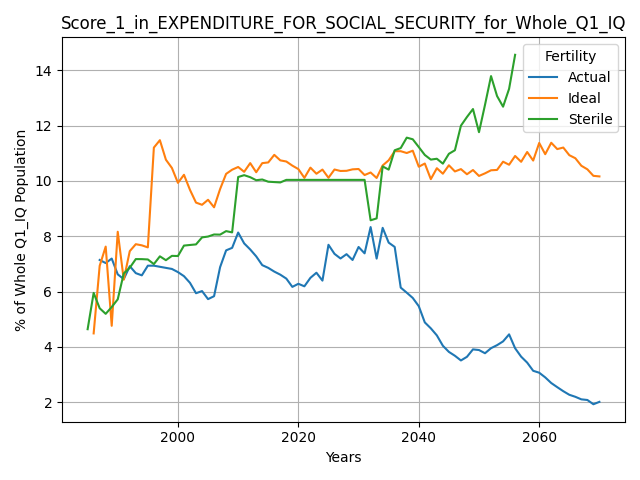 Score_1_in_EXPENDITURE_FOR_SOCIAL_SECURITY_for_Whole_Q1_IQ
Fertility
Actual
Ideal
Sterile
% of Whole Q1_IQ Population
14
12
10
8
6
4
2
2000 2020 2040 2060
Years